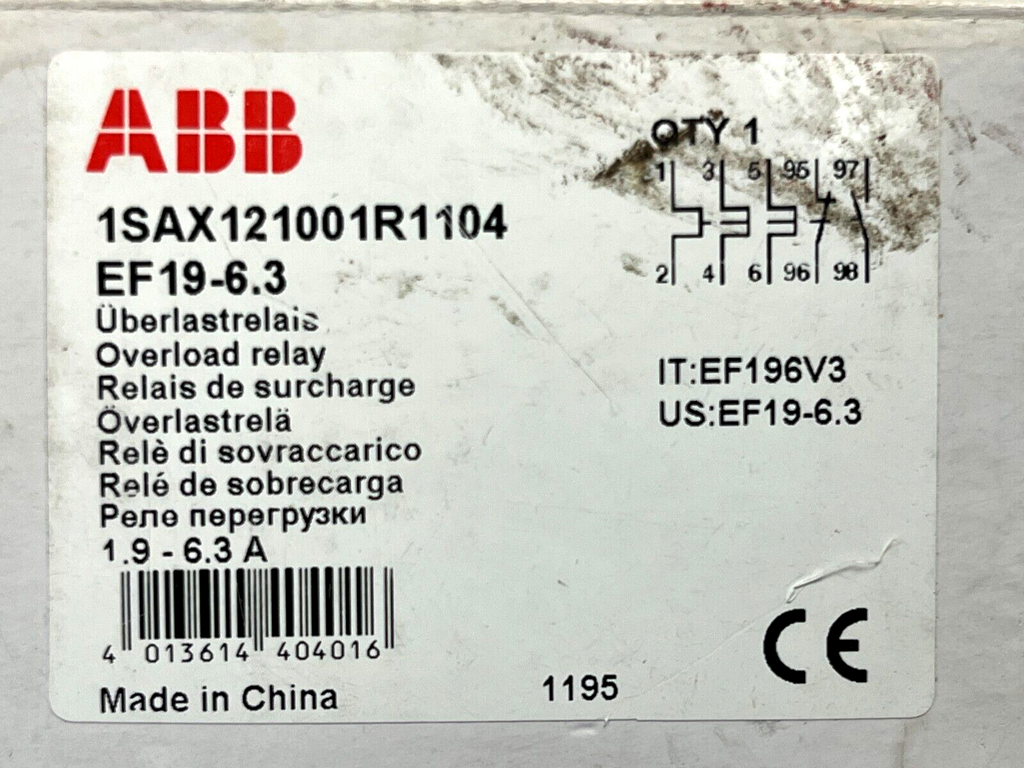 ABB
QTY 1
1 3 5 95 97
2 4 6 96 98
1SAX121001R1104
EF19-6.3
Überlastrelais
Overload relay
Relais de surcharge
Överlastrelä
Relè di sovraccarico
Relé de sobrecarga
Реле перегрузки
1.9 - 6.3 A
IT:EF196V3
US:EF19-6.3
4 013614 404016
CE
Made in China
1195